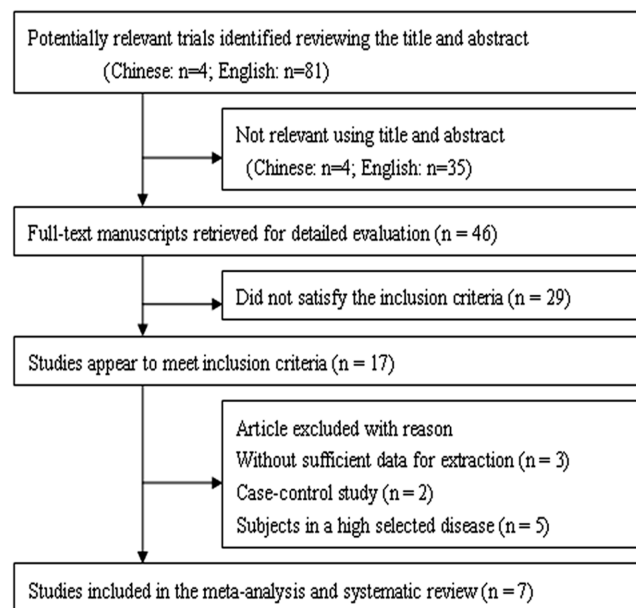 Potentially relevant trials identified reviewing the title and abstract
(Chinese: n=4; English: n=81)
Not relevant using title and abstract
(Chinese: n=4; English: n=35)
Full-text manuscripts retrieved for detailed evaluation (n = 46)
Did not satisfy the inclusion criteria (n = 29)
Studies appear to meet inclusion criteria (n = 17)
Article excluded with reason
Without sufficient data for extraction (n = 3)
Case-control study (n = 2)
Subjects in a high selected disease (n = 5)
Studies included in the meta-analysis and systematic review (n = 7)